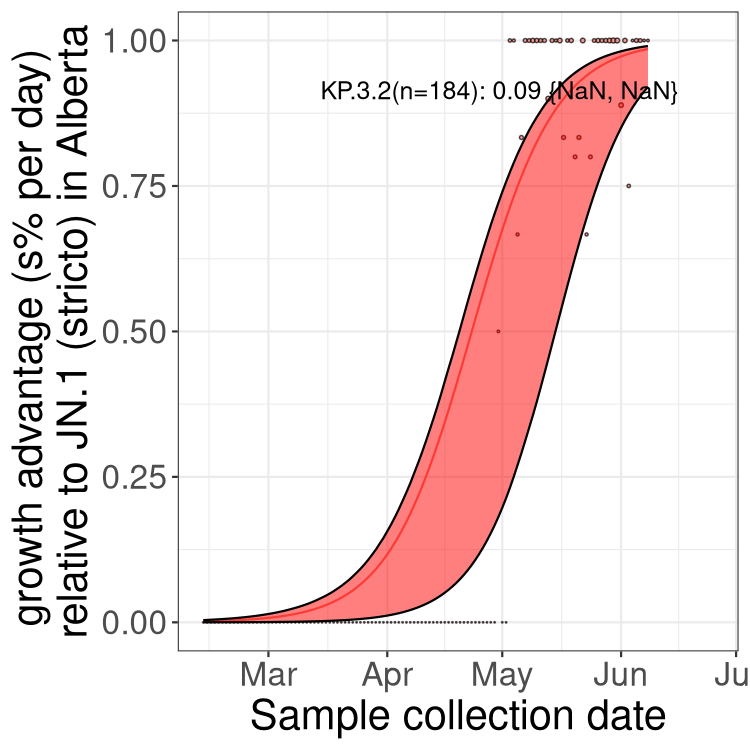 growth advantage (s% per day)
relative to JN.1 (stricto) in Alberta
1.00
0.75
0.50
0.25
0.00
KP.3.2(n=184): 0.09 {NaN, NaN}
Mar Apr May Jun Ju
Sample collection date